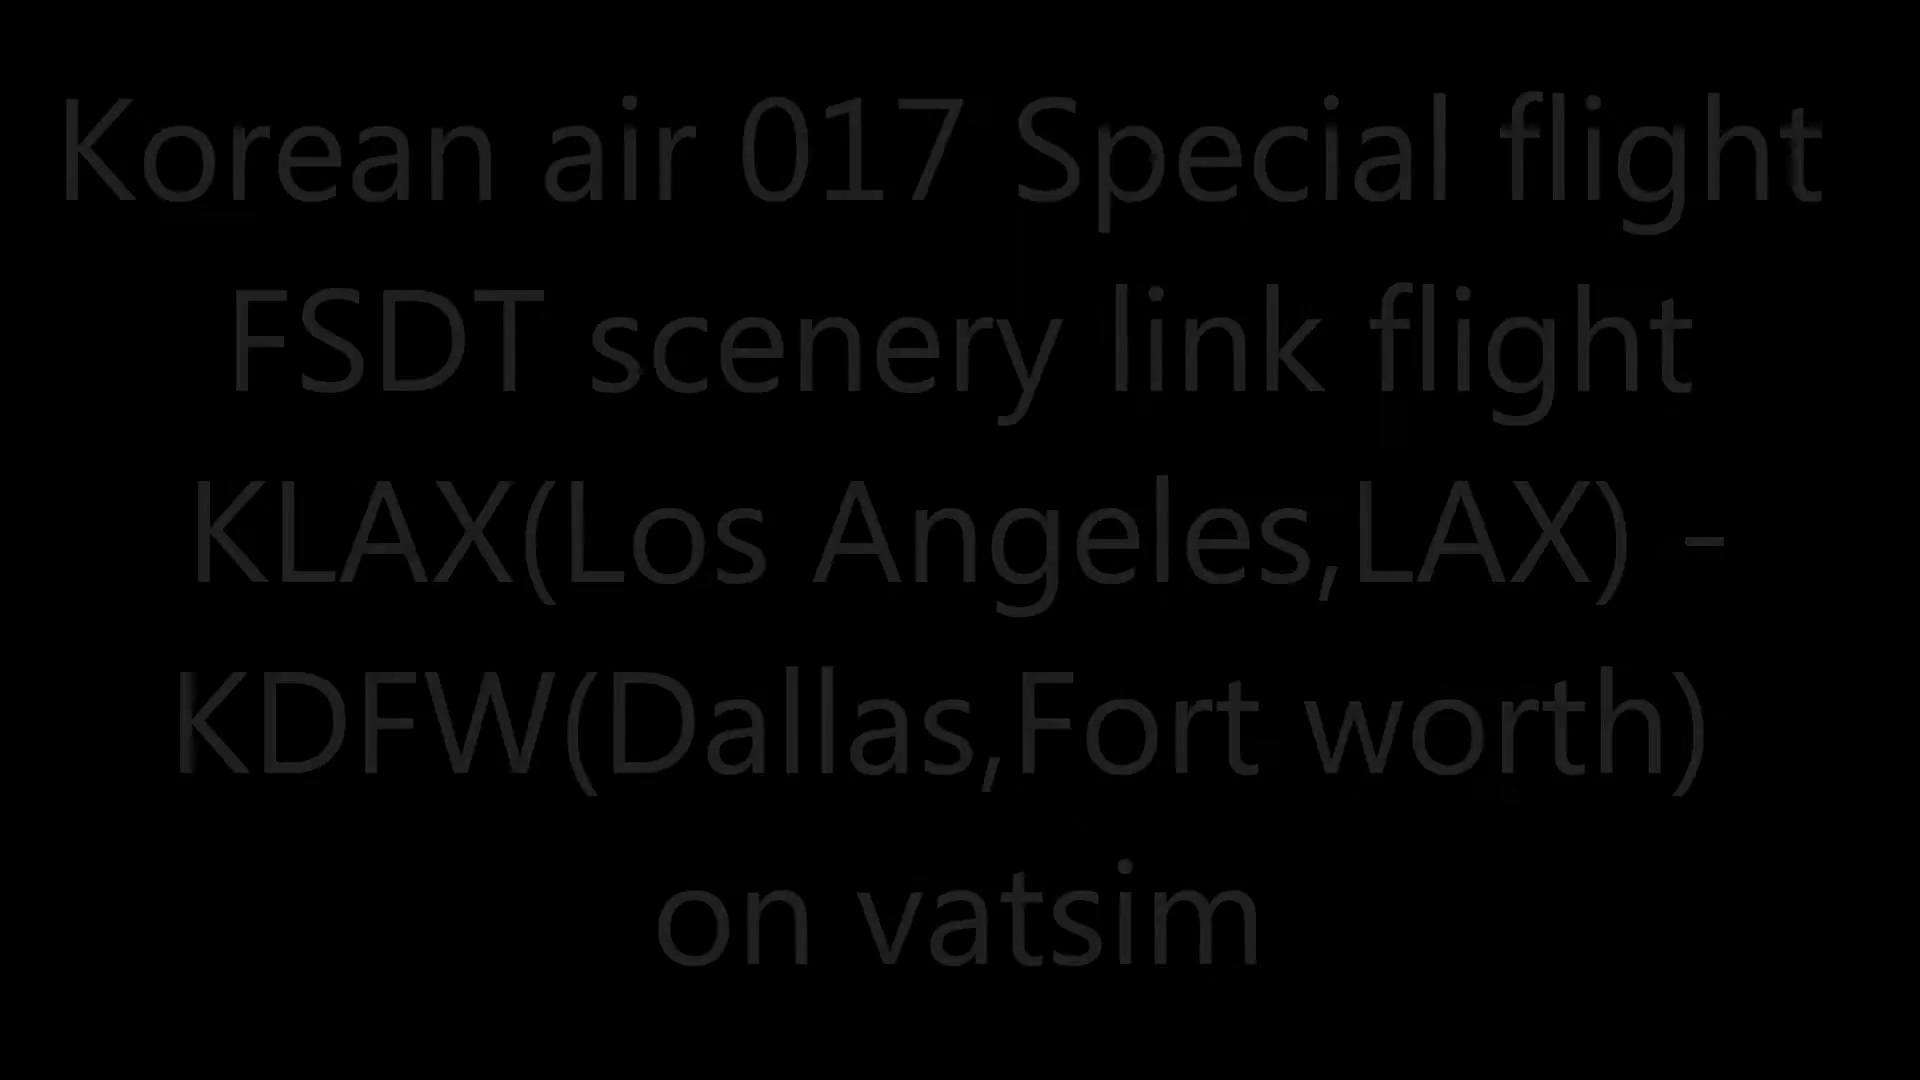 Korean air 017 Special flight
FSDT scenery link flight
KLAX(Los Angeles,LAX) -
KDFW(Dallas,Fort worth)
on vatsim